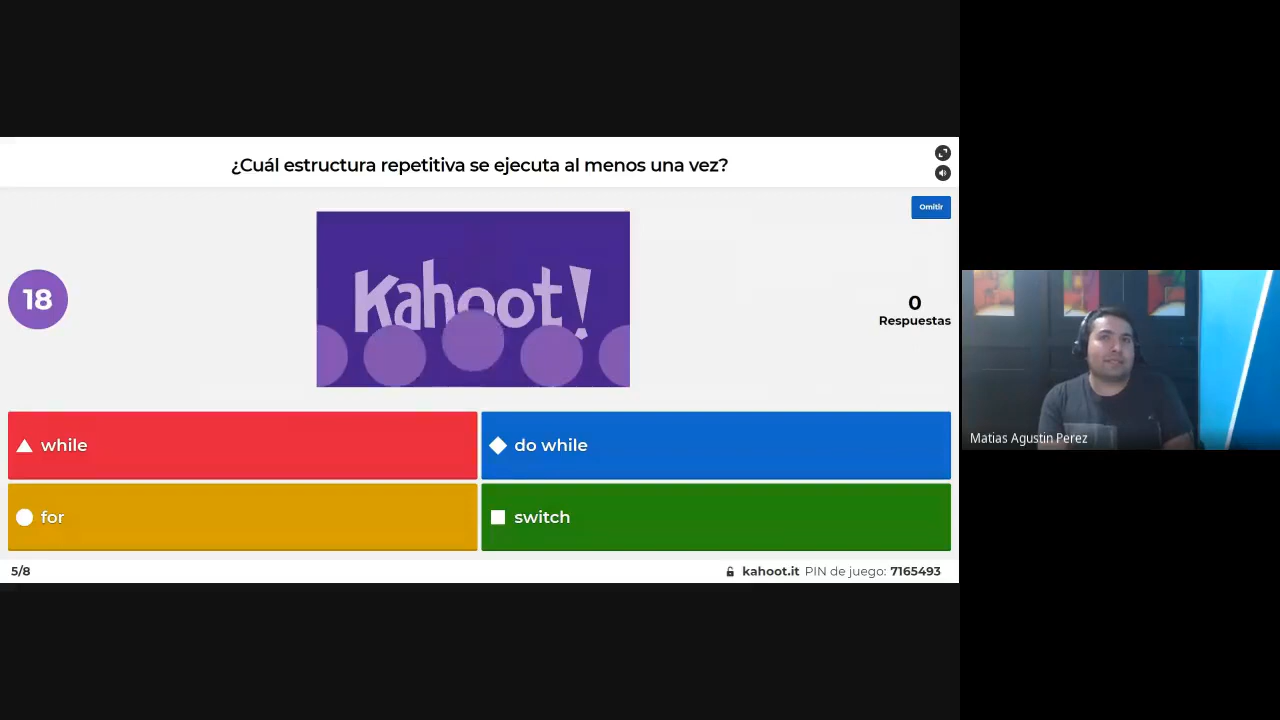 ¿Cuál estructura repetitiva se ejecuta al menos una vez?
Omitir
18
Kahoot!
0
Respuestas
while
do while
for
switch
5/8
kahoot.it PIN de juego: 7165493
Matias Agustin Perez